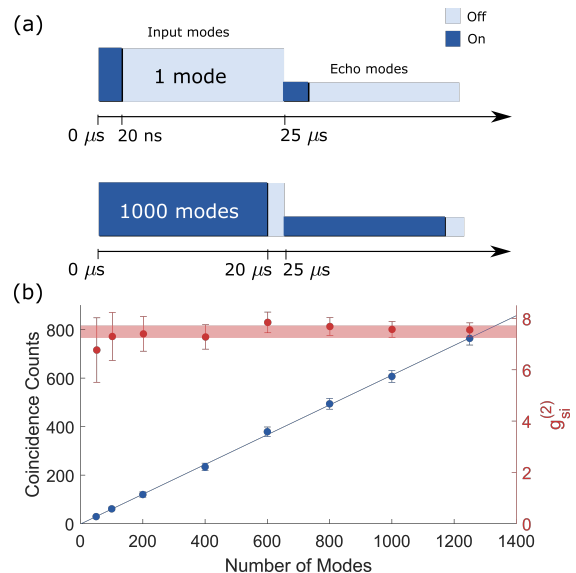 (a)
Input modes
Off
On
1 mode
Echo modes
0 μs
20 ns
25 μs
1000 modes
0 μs
20 μs
25 μs
(b)
800
600
400
200
0
Coincidence Counts
8
6
4
2
0
g_si^(2)
0 200 400 600 800 1000 1200 1400
Number of Modes